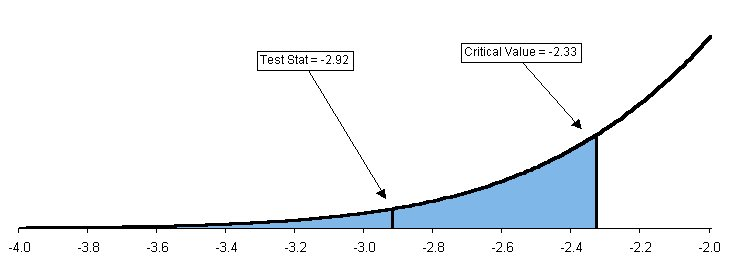 Test Stat = -2.92
Critical Value = -2.33
-4.0 -3.8 -3.6 -3.4 -3.2 -3.0 -2.8 -2.6 -2.4 -2.2 -2.0